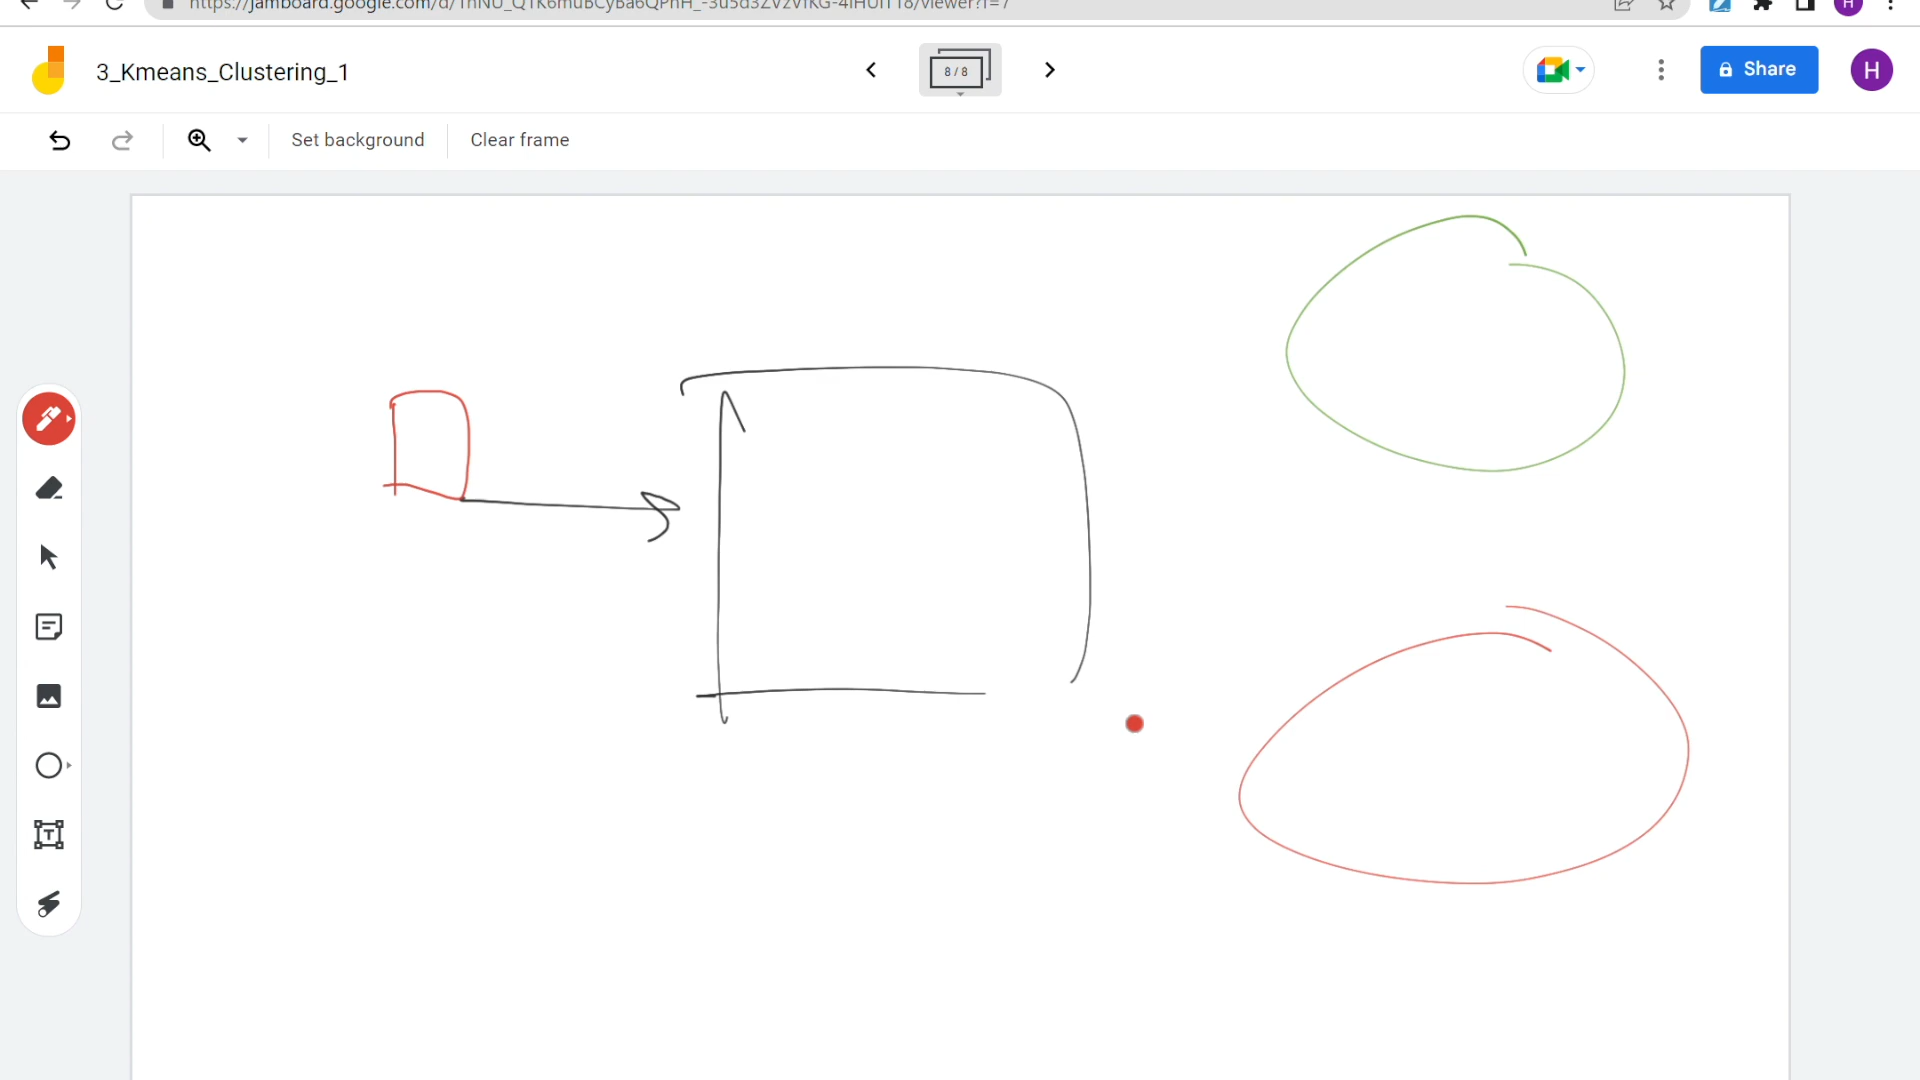 3_Kmeans_Clustering_1
8 / 8
Share
H
Set background
Clear frame